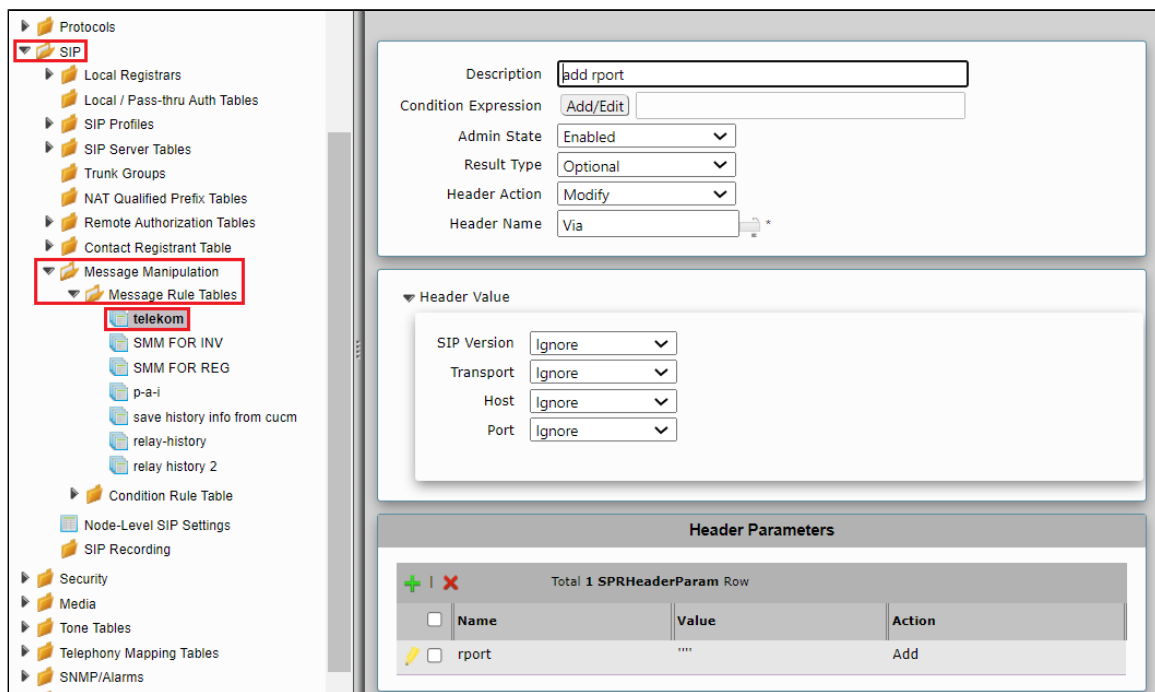 Protocols
SIP
Local Registrars
Local / Pass-thru Auth Tables
SIP Profiles
SIP Server Tables
Trunk Groups
NAT Qualified Prefix Tables
Remote Authorization Tables
Contact Registrant Table
Message Manipulation
Message Rule Tables
telekom
SMM FOR INV
SMM FOR REG
p-a-i
save history info from cucm
relay-history
relay history 2
Condition Rule Table
Node-Level SIP Settings
SIP Recording
Security
Media
Tone Tables
Telephony Mapping Tables
SNMP/Alarms
Description add rport
Condition Expression Add/Edit
Admin State Enabled
Result Type Optional
Header Action Modify
Header Name Via *
Header Value
SIP Version Ignore
Transport Ignore
Host Ignore
Port Ignore
Header Parameters
Total 1 SPRHeaderParam Row
Name Value Action
rport '''' Add